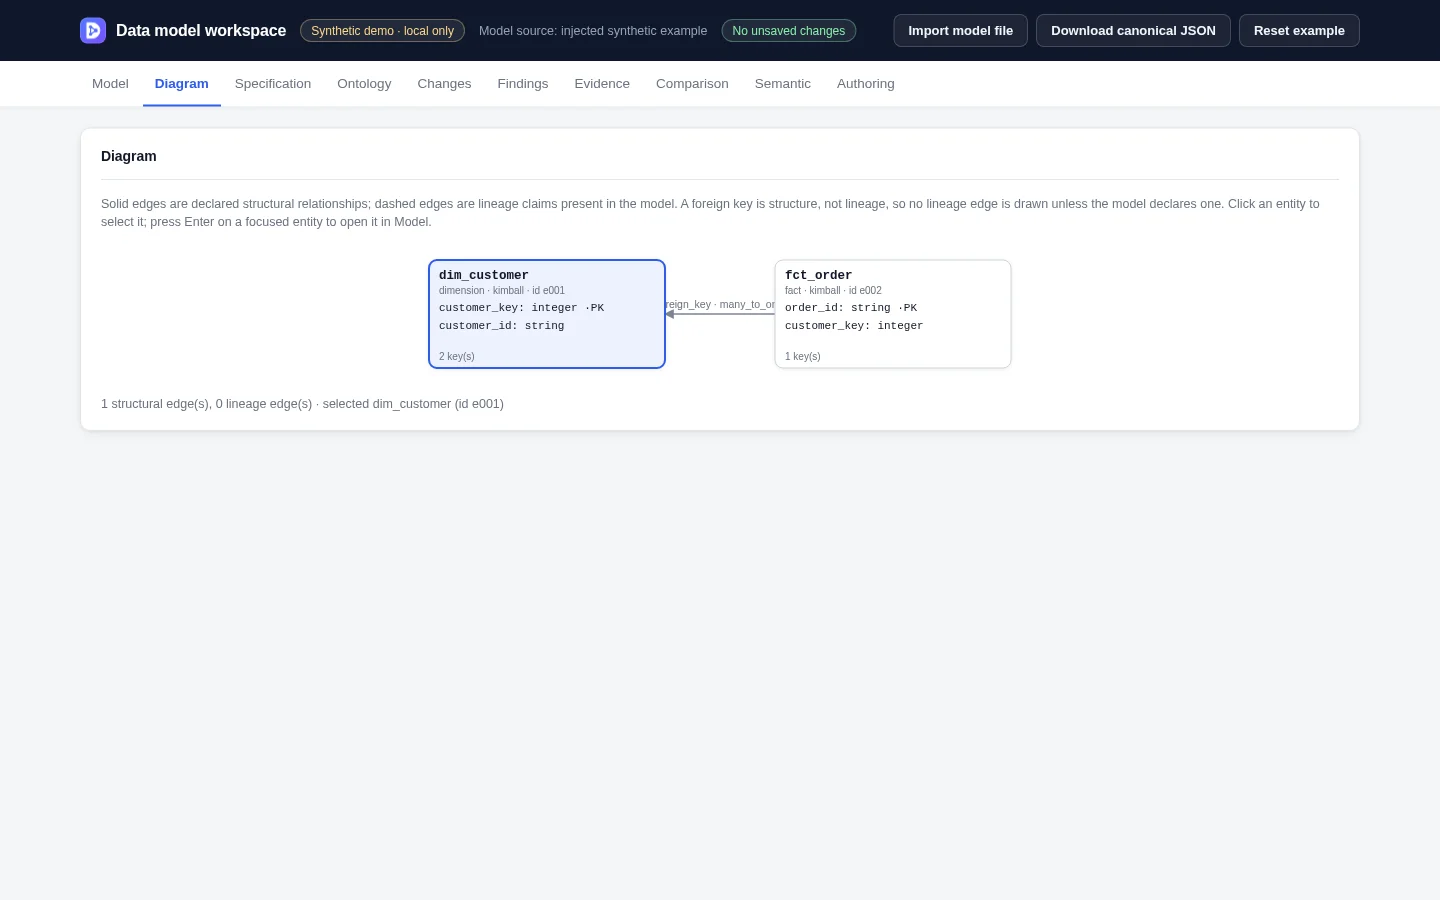 Data model workspace
Synthetic demo · local only
Model source: injected synthetic example
No unsaved changes
Import model file
Download canonical JSON
Reset example
Model
Diagram
Specification
Ontology
Changes
Findings
Evidence
Comparison
Semantic
Authoring
Diagram
Solid edges are declared structural relationships; dashed edges are lineage claims present in the model. A foreign key is structure, not lineage, so no lineage edge is drawn unless the model declares one. Click an entity to
select it; press Enter on a focused entity to open it in Model.
dim_customer
dimension · kimball · id e001
customer_key: integer ·PK
customer_id: string
2 key(s)
reign_key · many_to_or
fct_order
fact · kimball · id e002
order_id: string ·PK
customer_key: integer
1 key(s)
1 structural edge(s), 0 lineage edge(s) · selected dim_customer (id e001)